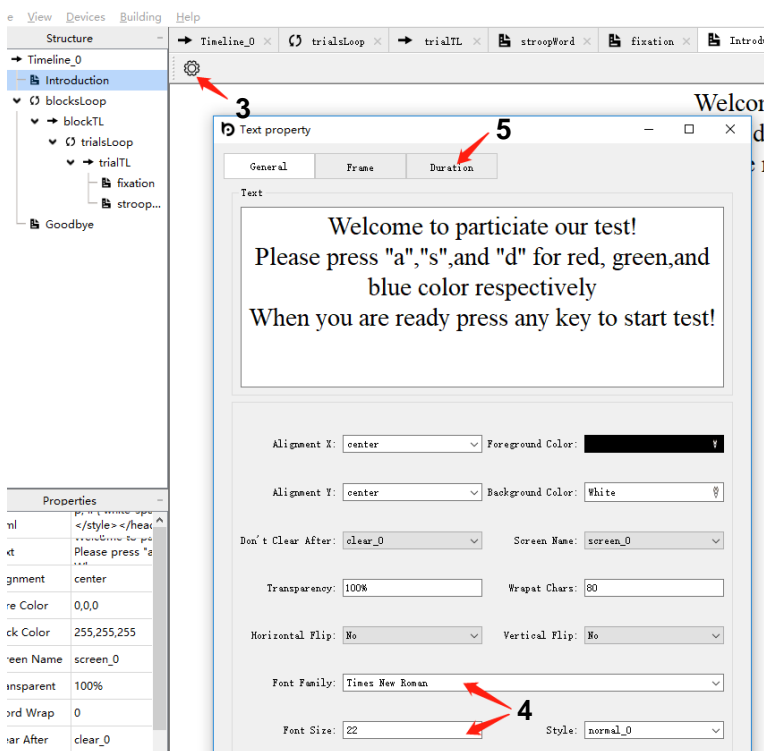 e View Devices Building Help
Structure
Timeline_0 trialsLoop trialTL stroopWord fixation Introd
Timeline_0
Introduction
blocksLoop
blockTL
trialsLoop
trialTL
fixation
stroop...
Goodbye
3
Welcom
Text property
5
General Frame Duration
Text
Welcome to particiate our test!
Please press "a","s",and "d" for red, green,and
blue color respectively
When you are ready press any key to start test!
Alignment X: center Foreground Color:
Alignment Y: center Background Color: White
Don't Clear After: clear_0 Screen Name: screen_0
Transparency: 100% Wrapat Chars: 80
Horizontal Flip: No Vertical Flip: No
Font Family: Times New Roman
4
Font Size: 22 Style: normal_0
Properties
ml </style></head
xt Please press "a
gnment center
re Color 0,0,0
ck Color 255,255,255
reen Name screen_0
ansparent 100%
ord Wrap 0
ear After clear_0